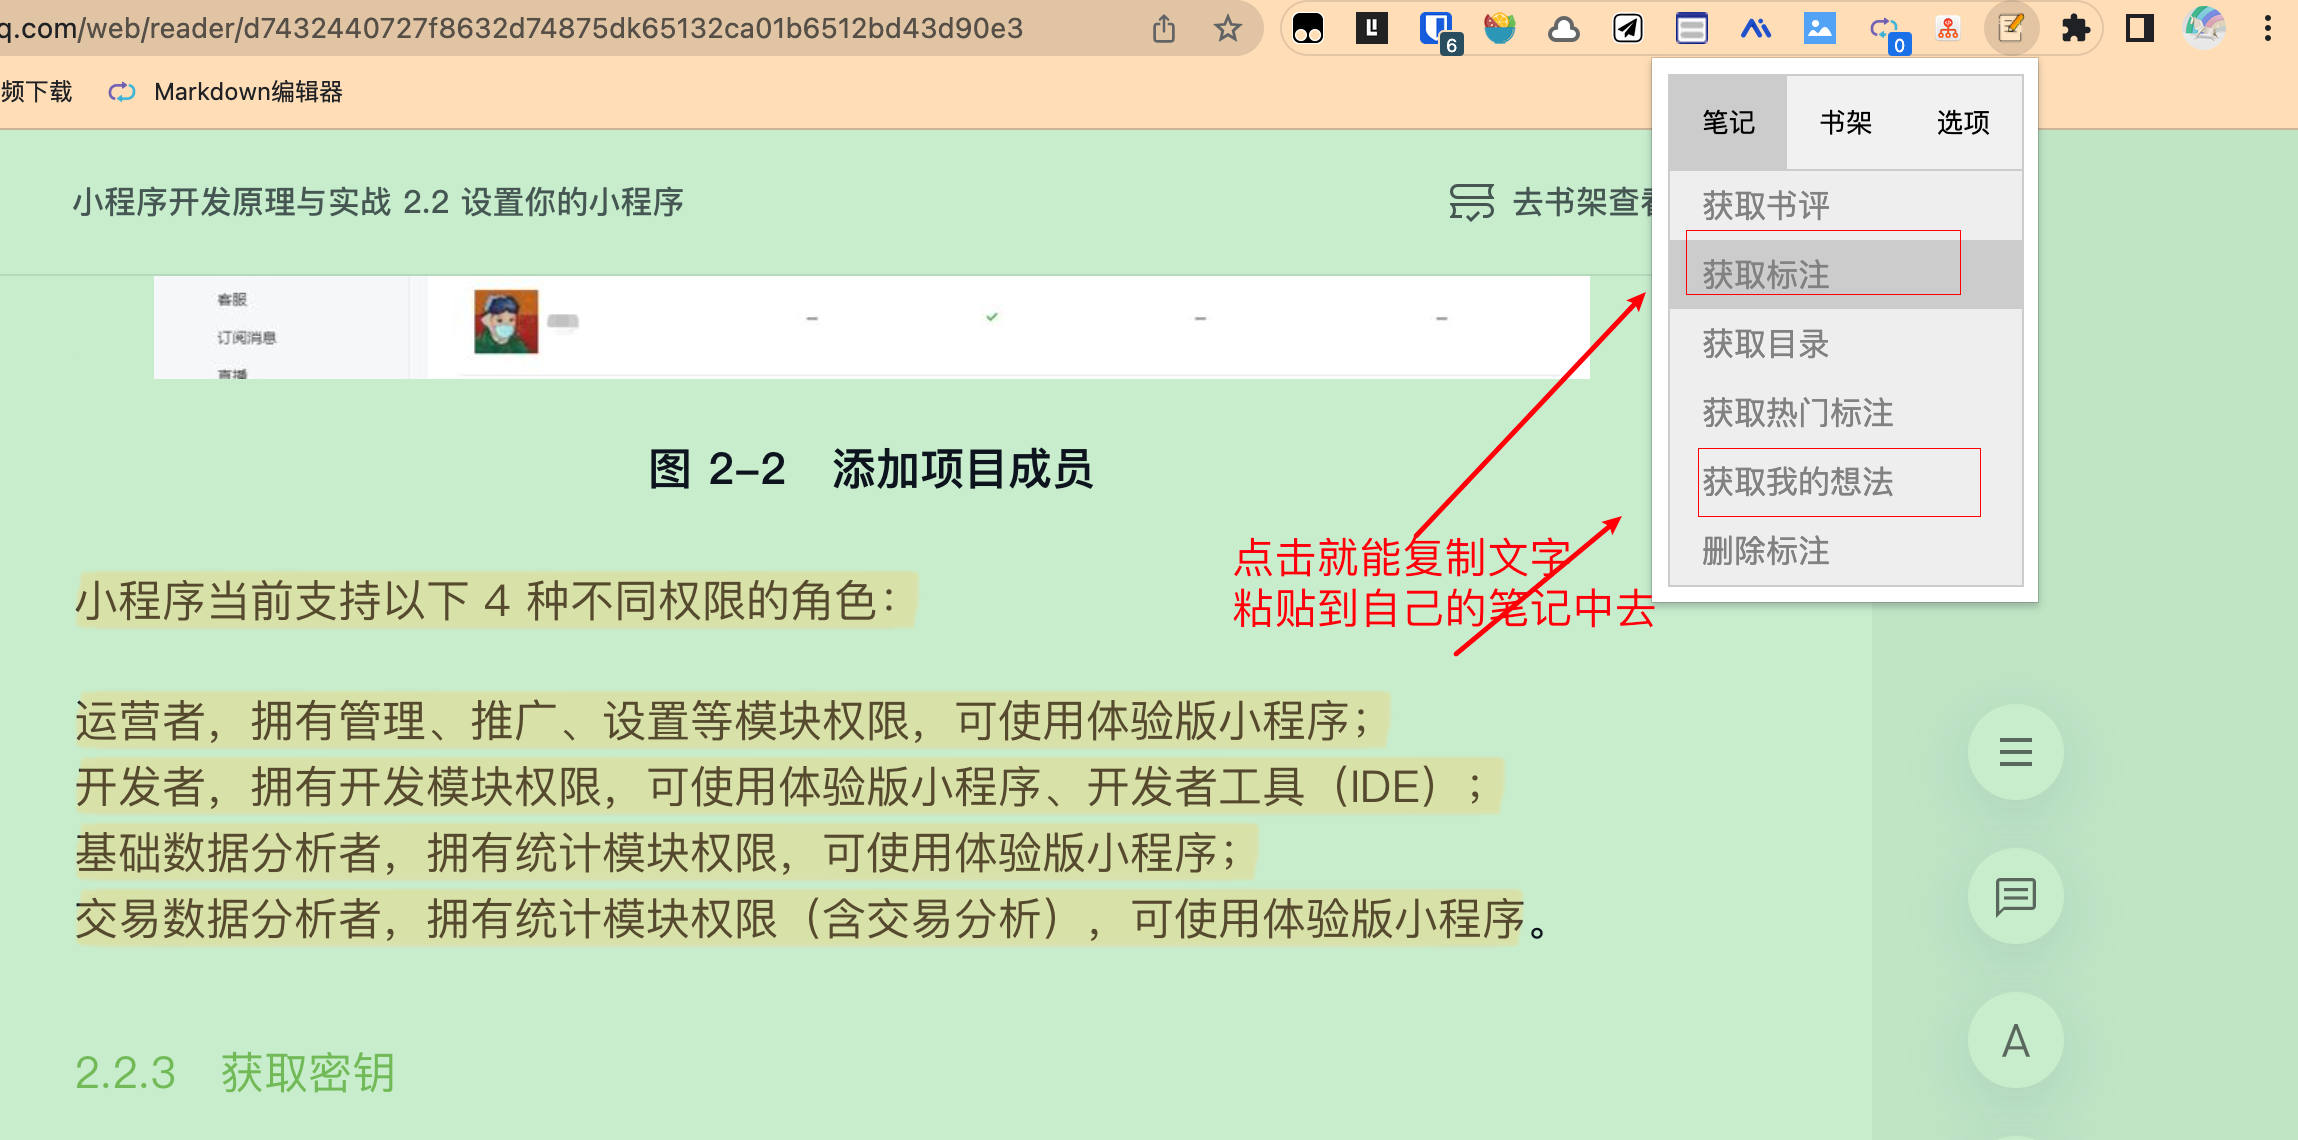 q.com/web/reader/d7432440727f8632d74875dk65132ca01b6512bd43d90e3
6
0
频下载
Markdown编辑器
笔记 书架 选项
获取书评
获取标注
获取目录
获取热门标注
获取我的想法
删除标注
小程序开发原理与实战 2.2 设置你的小程序
去书架查看
客服
订阅消息
直播
图 2-2 添加项目成员
点击就能复制文字
粘贴到自己的笔记中去
小程序当前支持以下 4 种不同权限的角色：
运营者，拥有管理、推广、设置等模块权限，可使用体验版小程序；
开发者，拥有开发模块权限，可使用体验版小程序、开发者工具（IDE）；
基础数据分析者，拥有统计模块权限，可使用体验版小程序；
交易数据分析者，拥有统计模块权限（含交易分析），可使用体验版小程序。
2.2.3 获取密钥
A